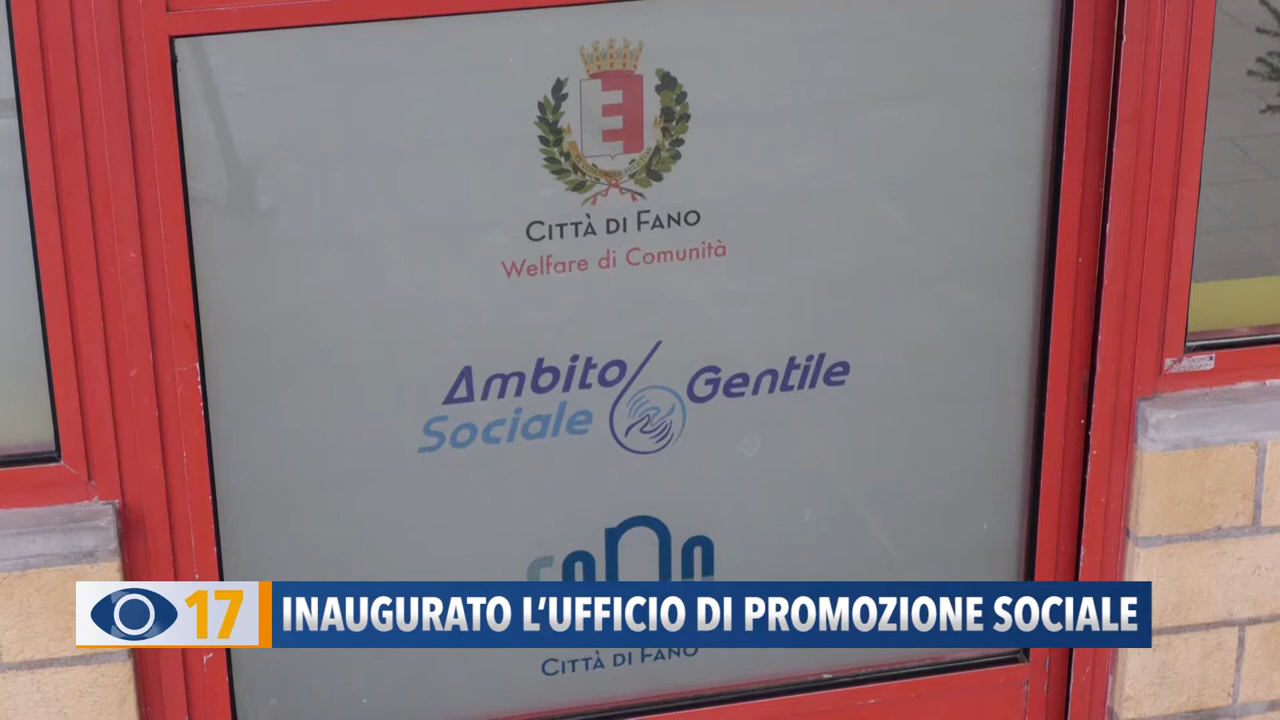 CITTÀ DI FANO
Welfare di Comunità
Ambito Gentile
Sociale
17 INAUGURATO L'UFFICIO DI PROMOZIONE SOCIALE
CITTÀ DI FANO